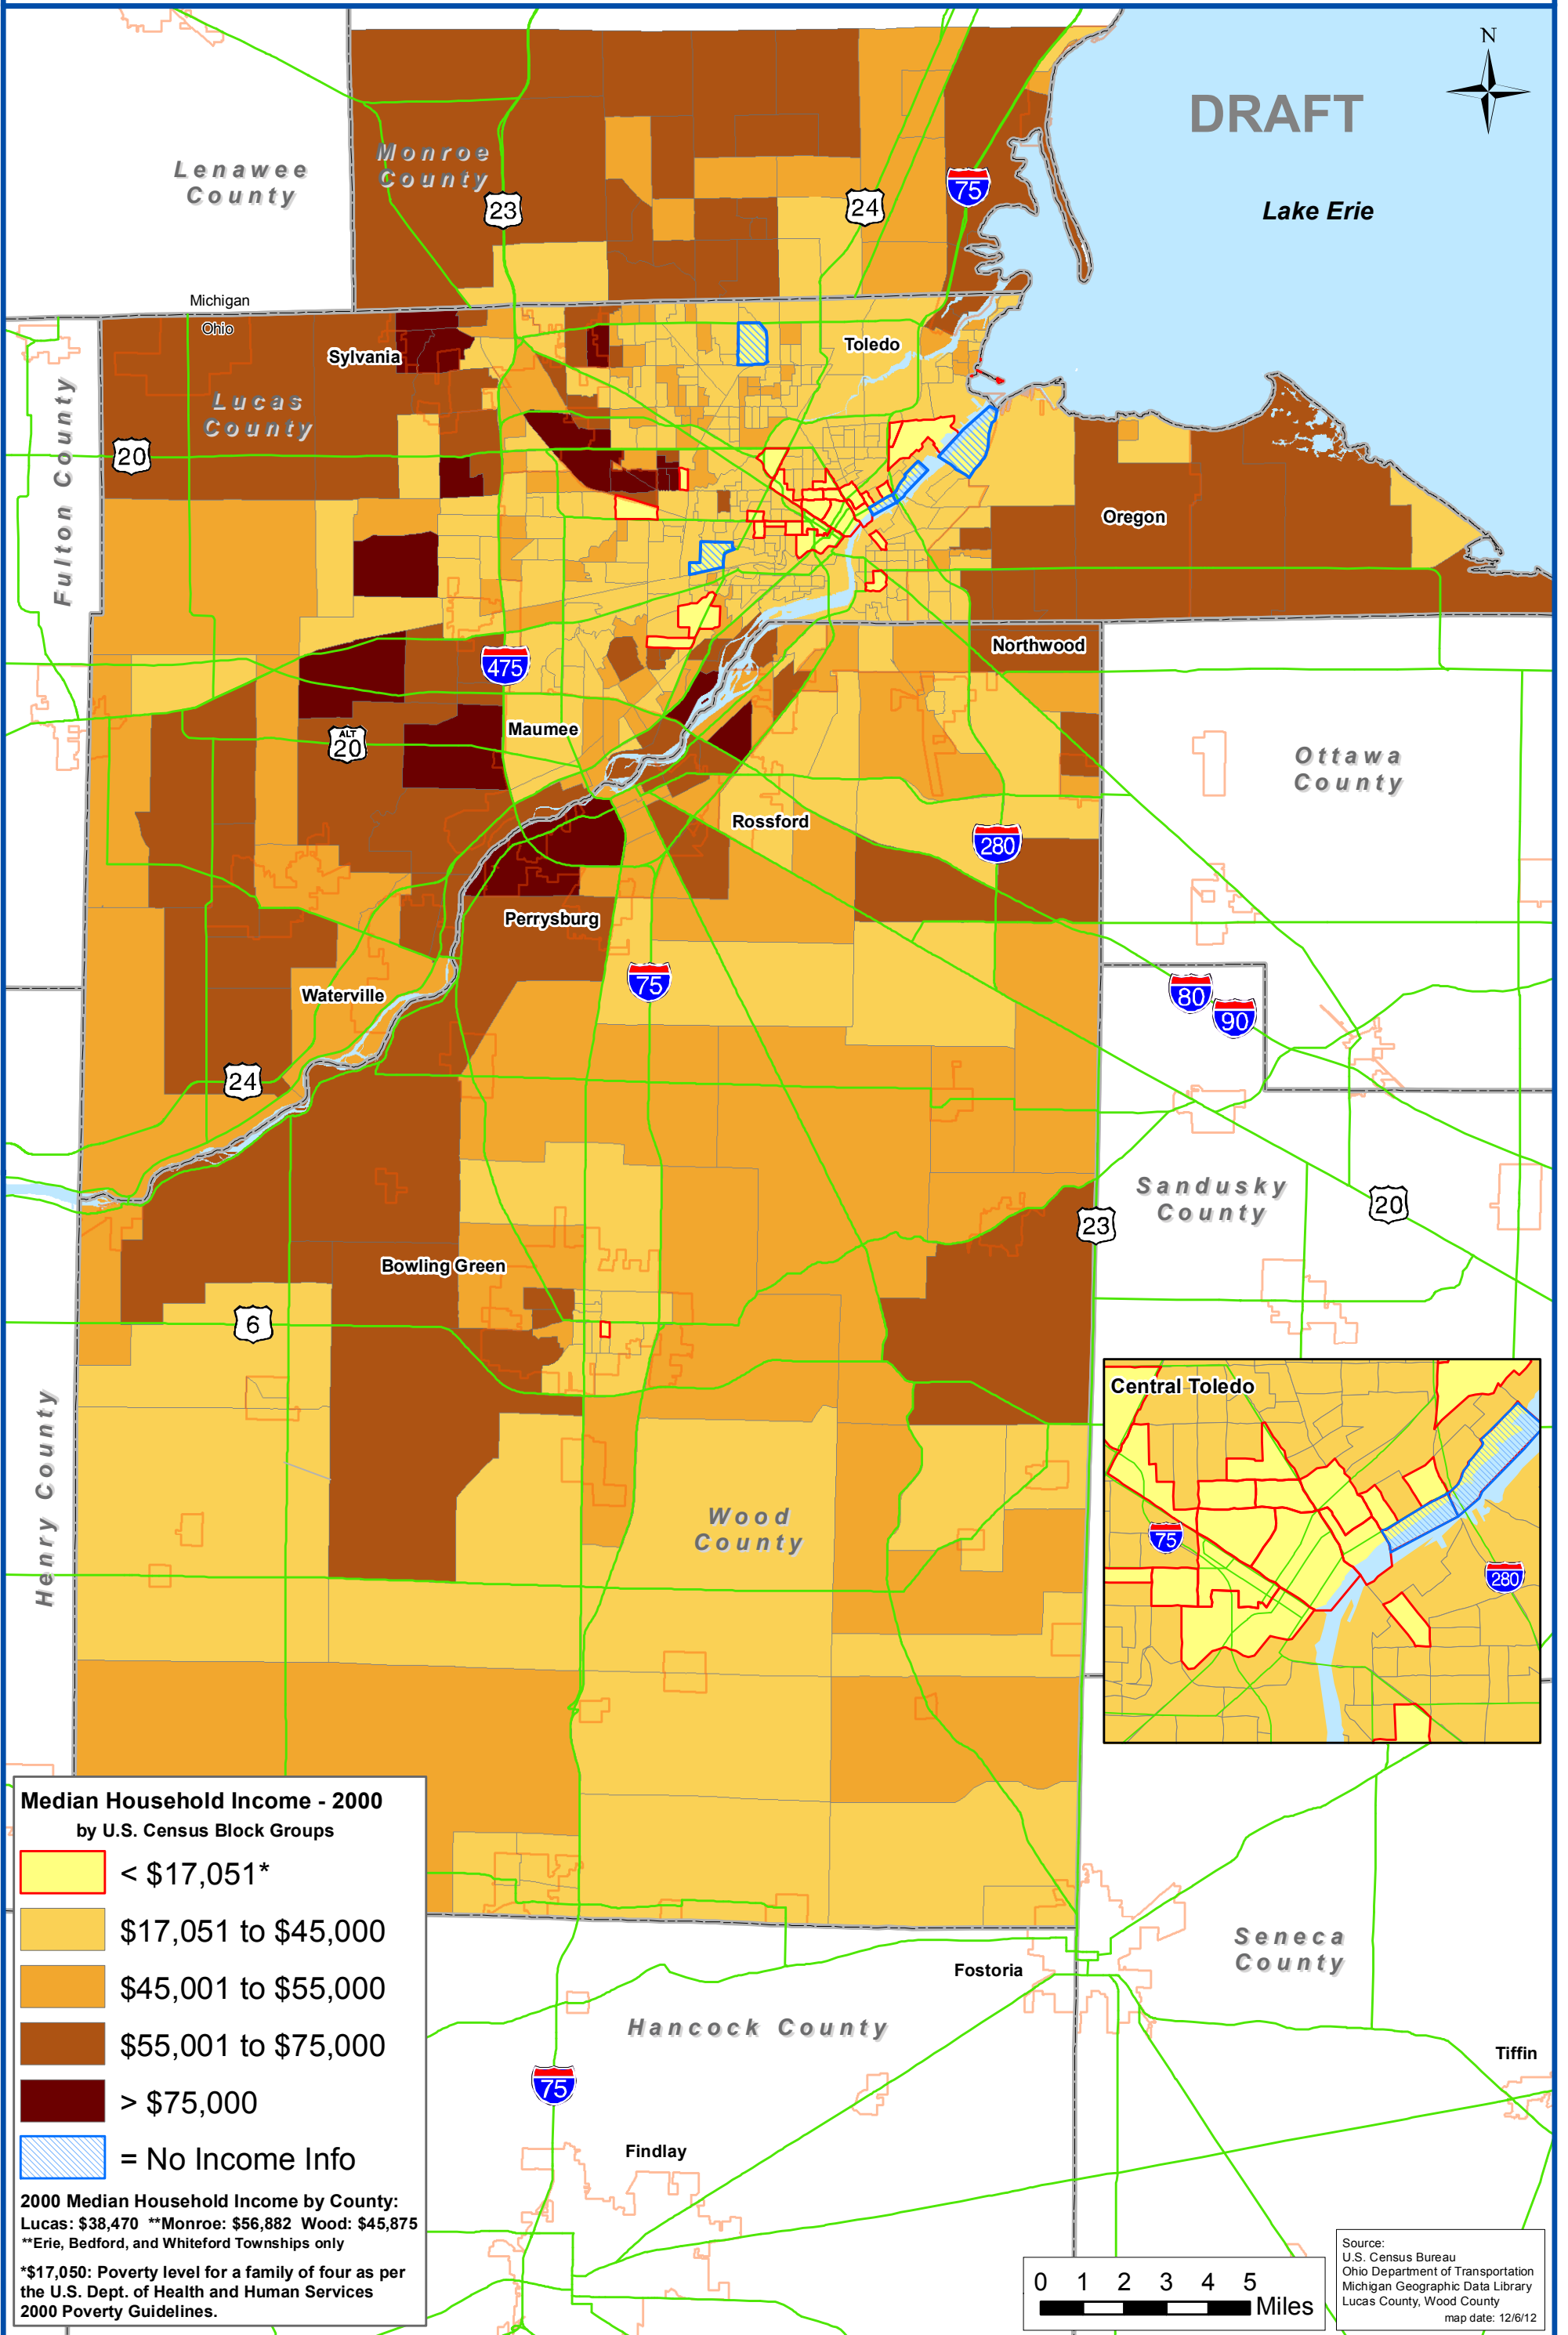 N
DRAFT
Lake Erie
Lenawee
County
Monroe
County
23
24
75
Michigan
Ohio
Sylvania
Toledo
Lucas
County
20
Fulton County
Oregon
Northwood
475
Maumee
ALT
20
Ottawa
County
Rossford
280
Perrysburg
75
80
90
Waterville
24
Sandusky
County
23
20
Bowling Green
6
Henry County
Wood
County
Central Toledo
75
280
Median Household Income - 2000
by U.S. Census Block Groups
< $17,051*
$17,051 to $45,000
$45,001 to $55,000
$55,001 to $75,000
> $75,000
= No Income Info
2000 Median Household Income by County:
Lucas: $38,470 **Monroe: $56,882 Wood: $45,875
**Erie, Bedford, and Whiteford Townships only
*$17,050: Poverty level for a family of four as per
the U.S. Dept. of Health and Human Services
2000 Poverty Guidelines.
Seneca
County
Fostoria
Hancock County
Tiffin
75
Findlay
0 1 2 3 4 5
Miles
Source:
U.S. Census Bureau
Ohio Department of Transportation
Michigan Geographic Data Library
Lucas County, Wood County
map date: 12/6/12